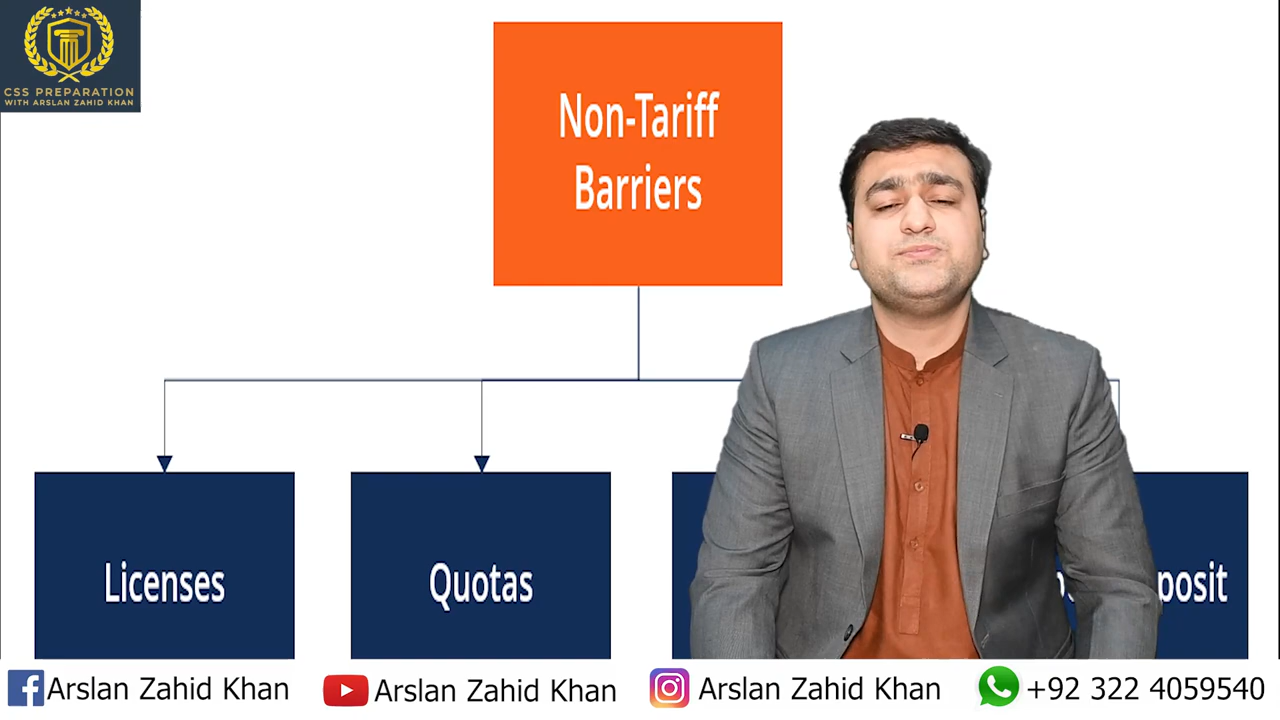 CSS PREPARATION
WITH ARSLAN ZAHID KHAN
Non-Tariff
Barriers
Licenses
Quotas
Arslan Zahid Khan
Arslan Zahid Khan
Arslan Zahid Khan
+92 322 4059540